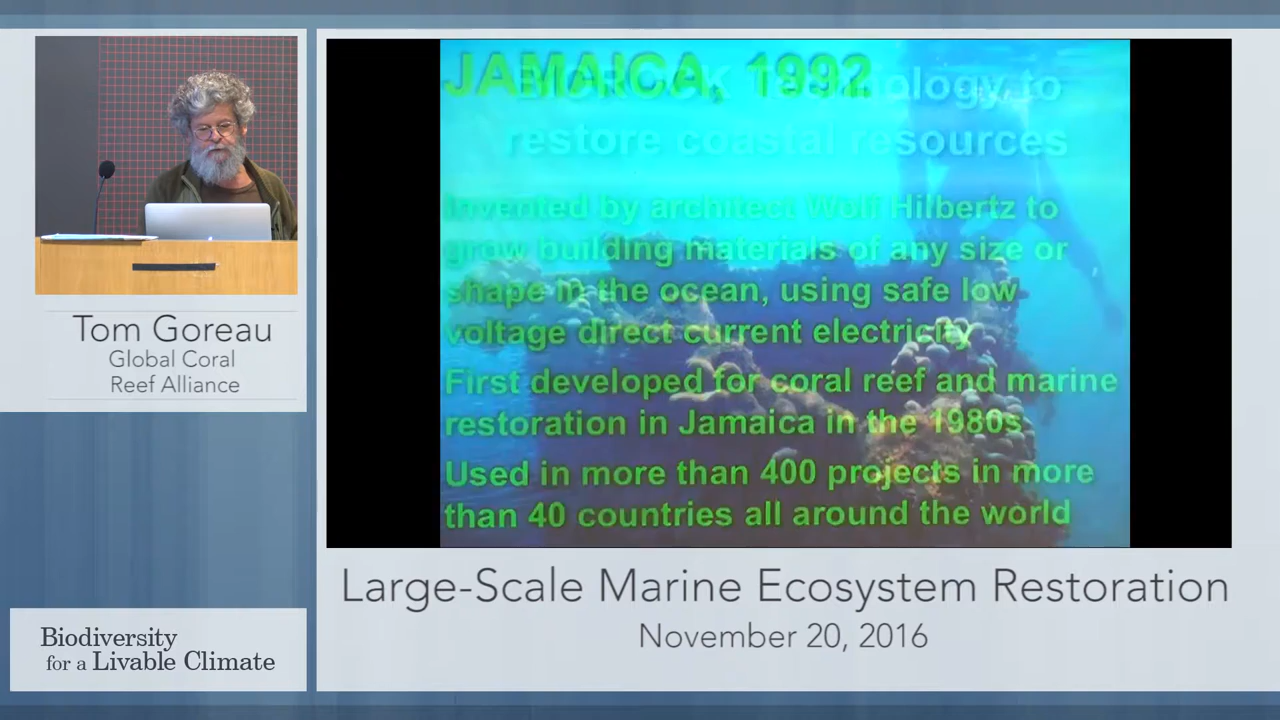 Tom Goreau
Global Coral
Reef Alliance
Biodiversity
for a Livable Climate
JAMAICA, 1992
BIOROCK Technology to
restore coastal resources
Invented by architect Wolf Hilbertz to
grow building materials of any size or
shape in the ocean, using safe low
voltage direct current electricity
First developed for coral reef and marine
restoration in Jamaica in the 1980s
Used in more than 400 projects in more
than 40 countries all around the world
Large-Scale Marine Ecosystem Restoration
November 20, 2016